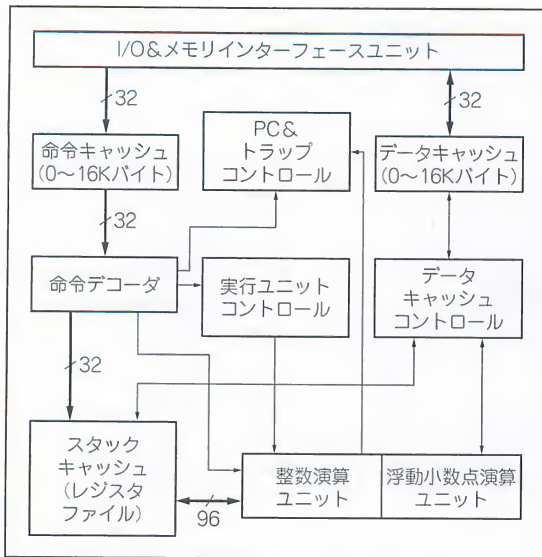 I/O&メモリインターフェースユニット
32
32
命令キャッシュ
(0〜16Kバイト)
PC&
トラップ
コントロール
データキャッシュ
(0〜16Kバイト)
32
命令デコーダ
実行ユニット
コントロール
データ
キャッシュ
コントロール
32
スタック
キャッシュ
(レジスタ
ファイル)
96
整数演算
ユニット
浮動小数点演算
ユニット